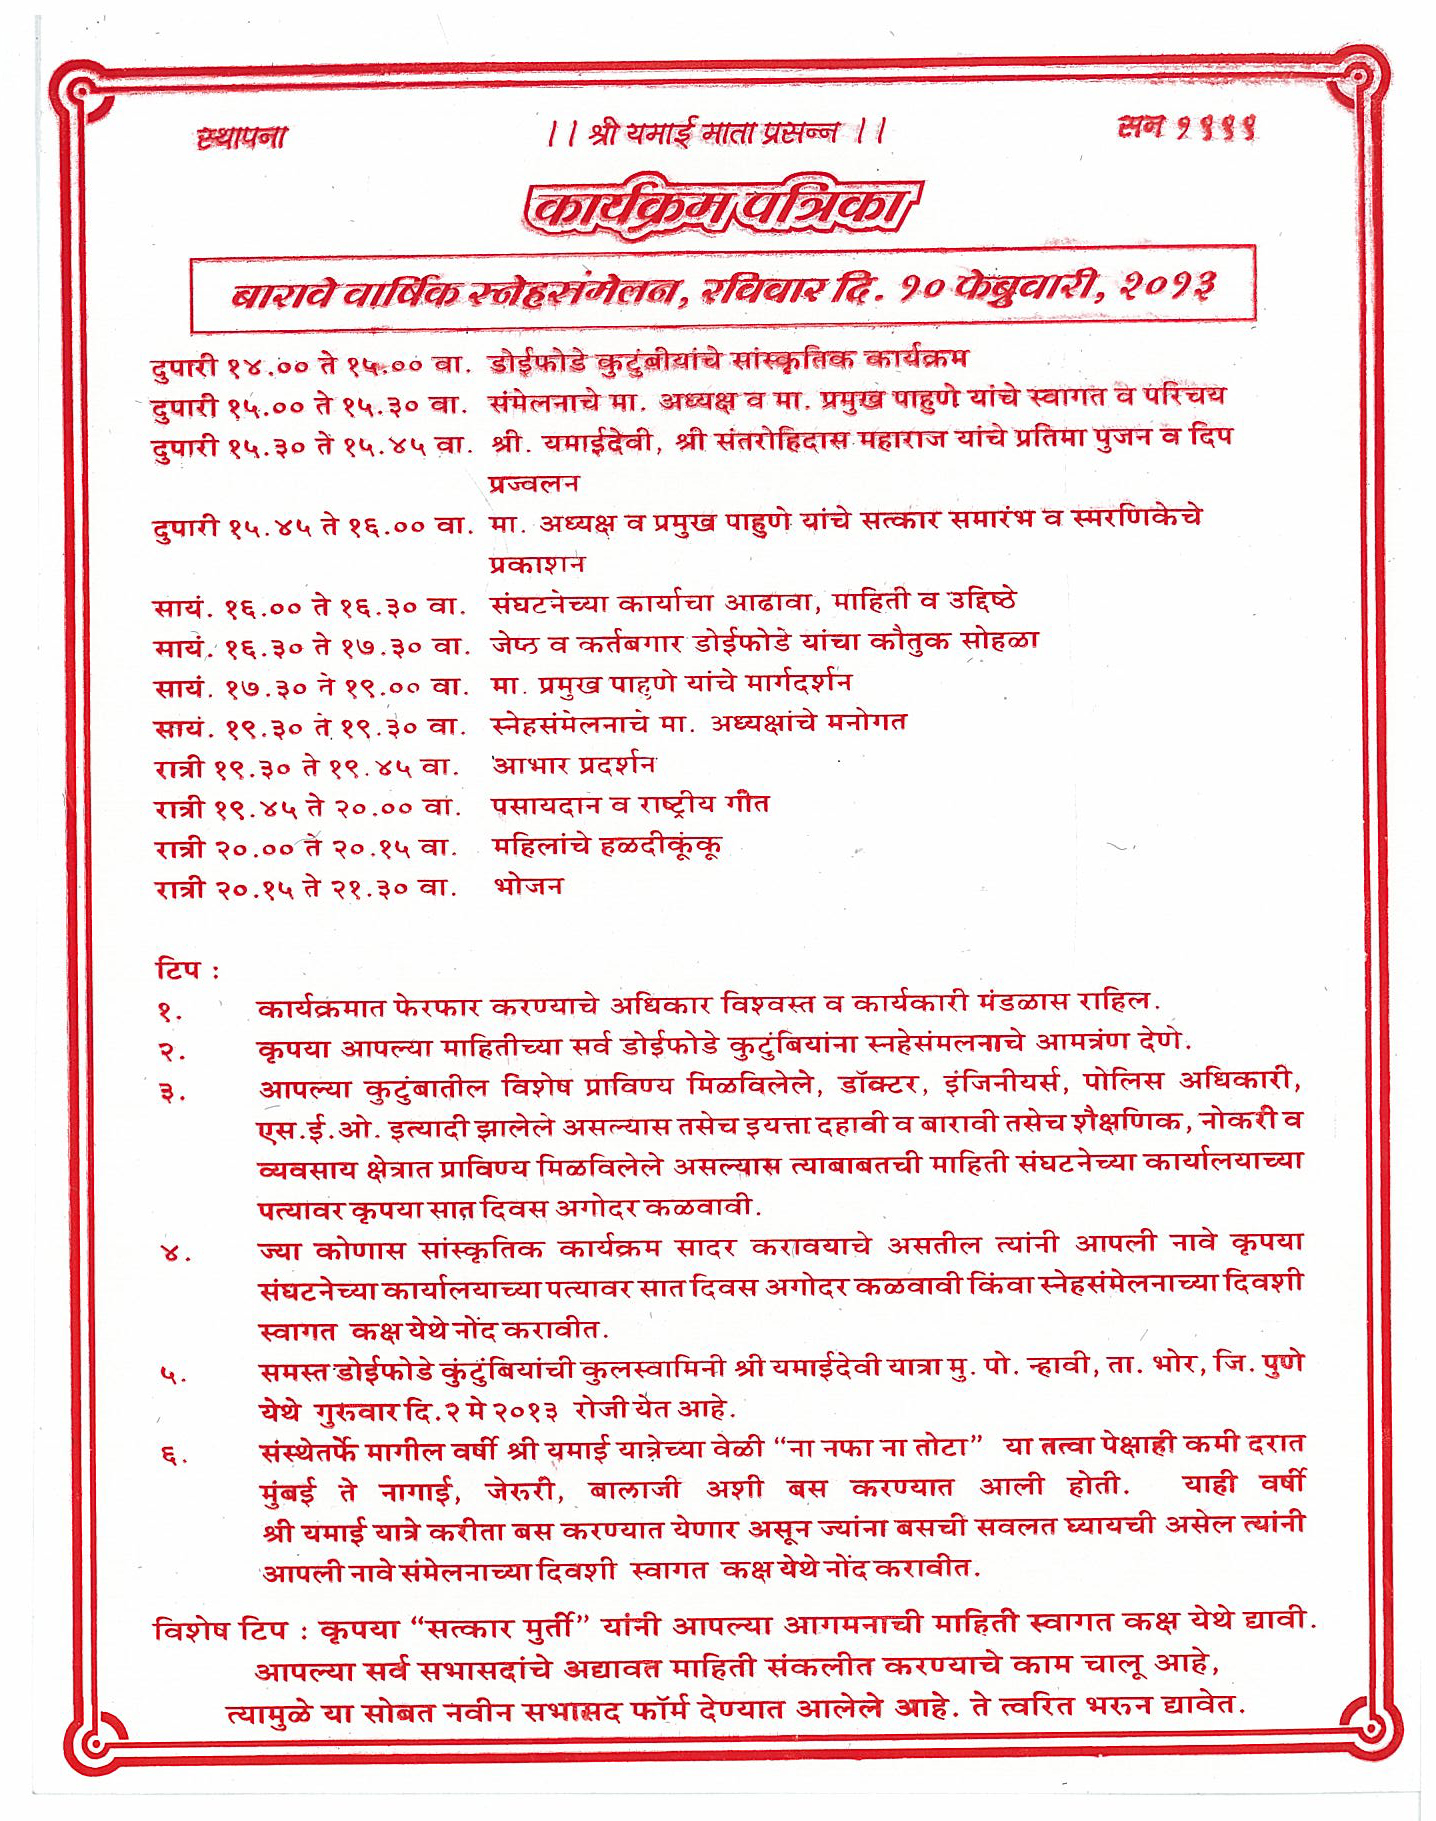 स्थापना
।। श्री यमाई माता प्रसन्न ।।
सन १९९९
कार्यक्रम पत्रिका
बारावे वार्षिक स्नेहसंमेलन, रविवार दि. १० फेब्रुवारी, २०१३
दुपारी १४.०० ते १५.०० वा. डोईफोडे कुटुंबीयांचे सांस्कृतिक कार्यक्रम
दुपारी १५.०० ते १५.३० वा. संमेलनाचे मा. अध्यक्ष व मा. प्रमुख पाहुणे यांचे स्वागत व परिचय
दुपारी १५.३० ते १५.४५ वा. श्री. यमाईदेवी, श्री संतरोहिदास महाराज यांचे प्रतिमा पुजन व दिप
प्रज्वलन
दुपारी १५.४५ ते १६.०० वा. मा. अध्यक्ष व प्रमुख पाहुणे यांचे सत्कार समारंभ व स्मरणिकेचे
प्रकाशन
सायं. १६.०० ते १६.३० वा. संघटनेच्या कार्याचा आढावा, माहिती व उद्दिष्ठे
सायं. १६.३० ते १७.३० वा. जेष्ठ व कर्तबगार डोईफोडे यांचा कौतुक सोहळा
सायं. १७.३० ते १९.०० वा. मा. प्रमुख पाहुणे यांचे मार्गदर्शन
सायं. १९.३० ते १९.३० वा. स्नेहसंमेलनाचे मा. अध्यक्षांचे मनोगत
रात्री १९.३० ते १९.४५ वा. आभार प्रदर्शन
रात्री १९.४५ ते २०.०० वा. पसायदान व राष्ट्रीय गीत
रात्री २०.०० ते २०.१५ वा. महिलांचे हळदीकूंकू
रात्री २०.१५ ते २१.३० वा. भोजन
टिप :
१. कार्यक्रमात फेरफार करण्याचे अधिकार विश्वस्त व कार्यकारी मंडळास राहिल.
२. कृपया आपल्या माहितीच्या सर्व डोईफोडे कुटुंबियांना स्नहेसंमलनाचे आमत्रंण देणे.
३. आपल्या कुटुंबातील विशेष प्राविण्य मिळविलेले, डॉक्टर, इंजिनीयर्स, पोलिस अधिकारी,
एस.ई.ओ. इत्यादी झालेले असल्यास तसेच इयत्ता दहावी व बारावी तसेच शैक्षणिक, नोकरी व
व्यवसाय क्षेत्रात प्राविण्य मिळविलेले असल्यास त्याबाबतची माहिती संघटनेच्या कार्यालयाच्या
पत्यावर कृपया सात दिवस अगोदर कळवावी.
४. ज्या कोणास सांस्कृतिक कार्यक्रम सादर करावयाचे असतील त्यांनी आपली नावे कृपया
संघटनेच्या कार्यालयाच्या पत्यावर सात दिवस अगोदर कळवावी किंवा स्नेहसंमेलनाच्या दिवशी
स्वागत कक्ष येथे नोंद करावीत.
५. समस्त डोईफोडे कुंटुंबियांची कुलस्वामिनी श्री यमाईदेवी यात्रा मु. पो. न्हावी, ता. भोर, जि. पुणे
येथे गुरुवार दि.२ मे २०१३ रोजी येत आहे.
६. संस्थेतर्फे मागील वर्षी श्री यमाई यात्रेच्या वेळी “ना नफा ना तोटा” या तत्वा पेक्षाही कमी दरात
मुंबई ते नागाई, जेरुरी, बालाजी अशी बस करण्यात आली होती. याही वर्षी
श्री यमाई यात्रे करीता बस करण्यात येणार असून ज्यांना बसची सवलत घ्यायची असेल त्यांनी
आपली नावे संमेलनाच्या दिवशी स्वागत कक्ष येथे नोंद करावीत.
विशेष टिप : कृपया “सत्कार मुर्ती” यांनी आपल्या आगमनाची माहिती स्वागत कक्ष येथे द्यावी.
आपल्या सर्व सभासदांचे अद्यावत माहिती संकलीत करण्याचे काम चालू आहे,
त्यामुळे या सोबत नवीन सभासद फॉर्म देण्यात आलेले आहे. ते त्वरित भरुन द्यावेत.